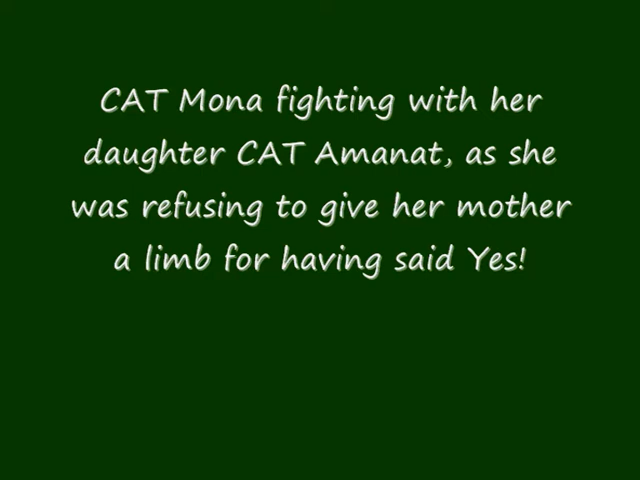 CAT Mona fighting with her
daughter CAT Amanat, as she
was refusing to give her mother
a limb for having said Yes!